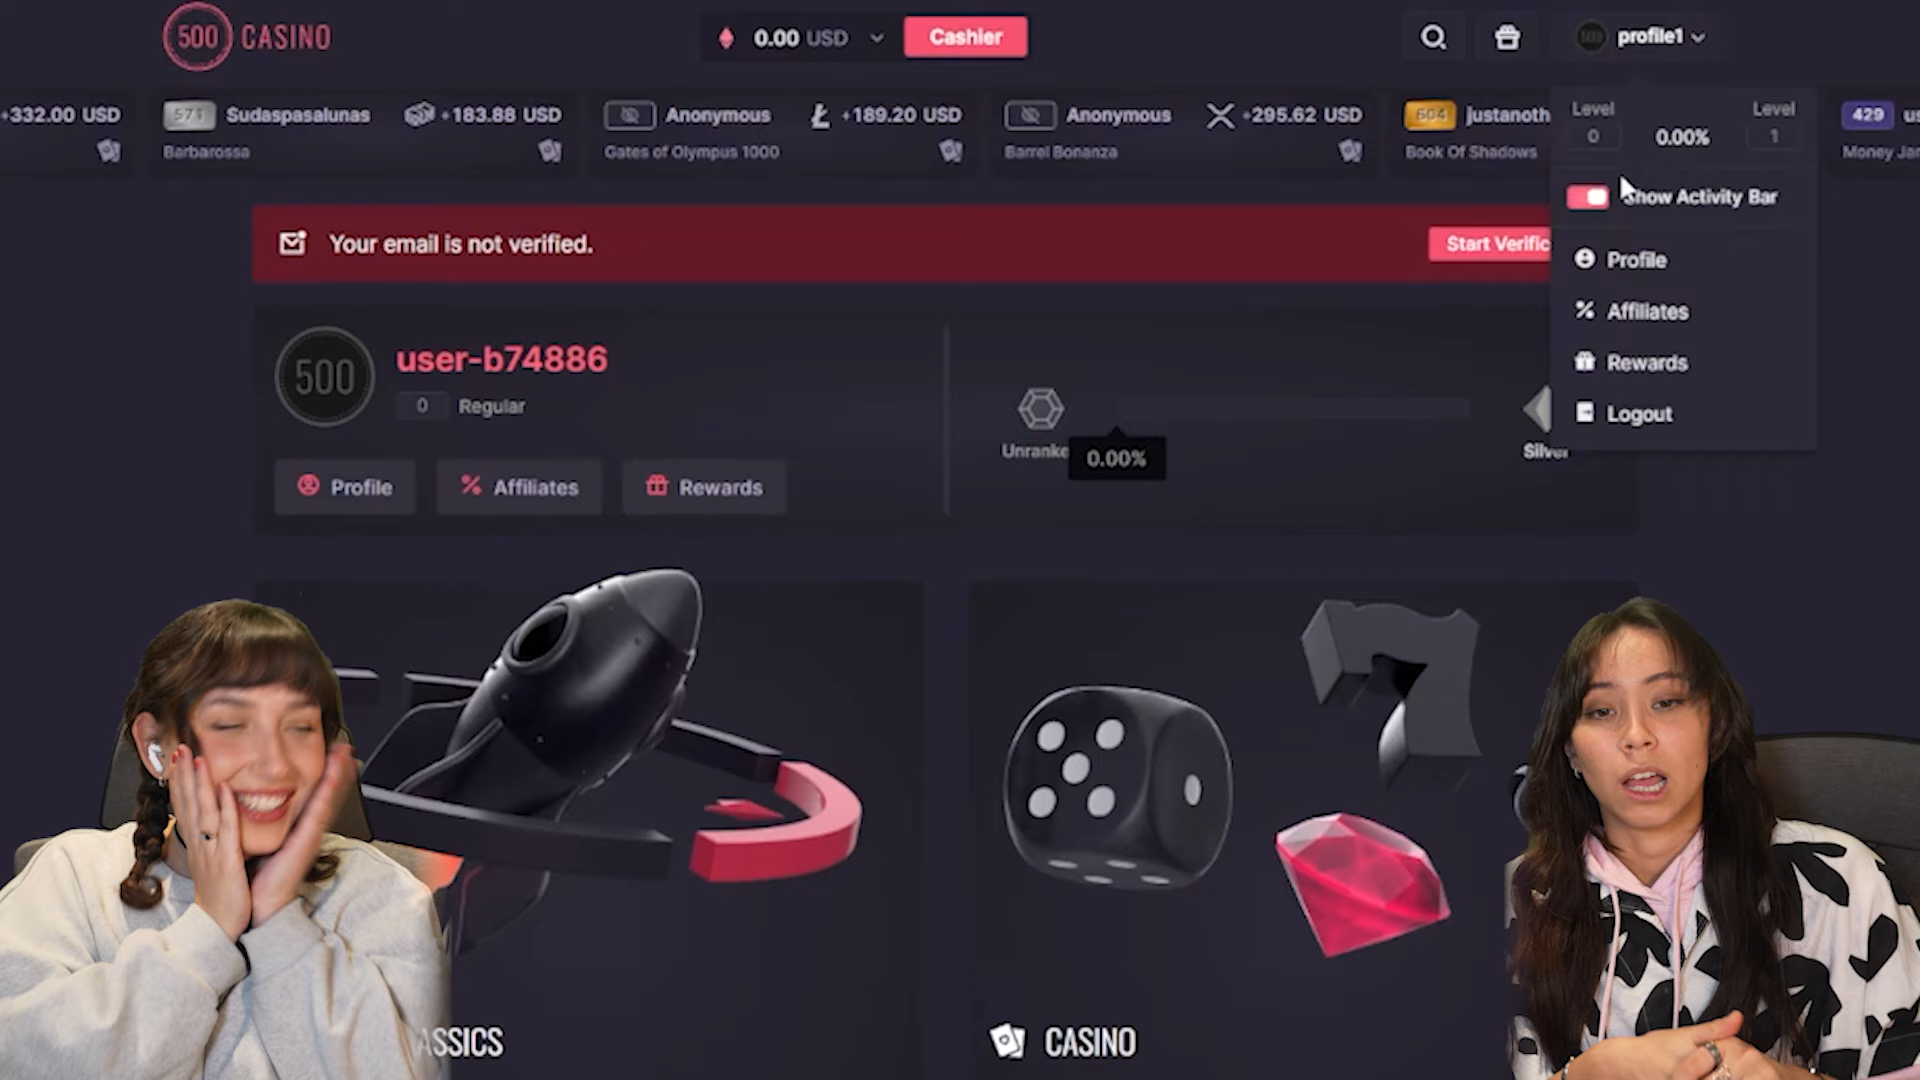 500 CASINO
0.00 USD
Cashier
profile1
+332.00 USD
571 Sudaspasalunas +183.88 USD
Barbarossa
Anonymous +189.20 USD
Gates of Olympus 1000
Anonymous +295.62 USD
Barrel Bonanza
604 justanoth
Book Of Shadows
Level Level
0 0.00% 1
429 us
Money Jar
Show Activity Bar
Your email is not verified.
Start Verific
Profile
Affiliates
Rewards
Logout
500
user-b74886
0 Regular
Unranke
0.00%
Silver
Profile
Affiliates
Rewards
ASSICS
CASINO